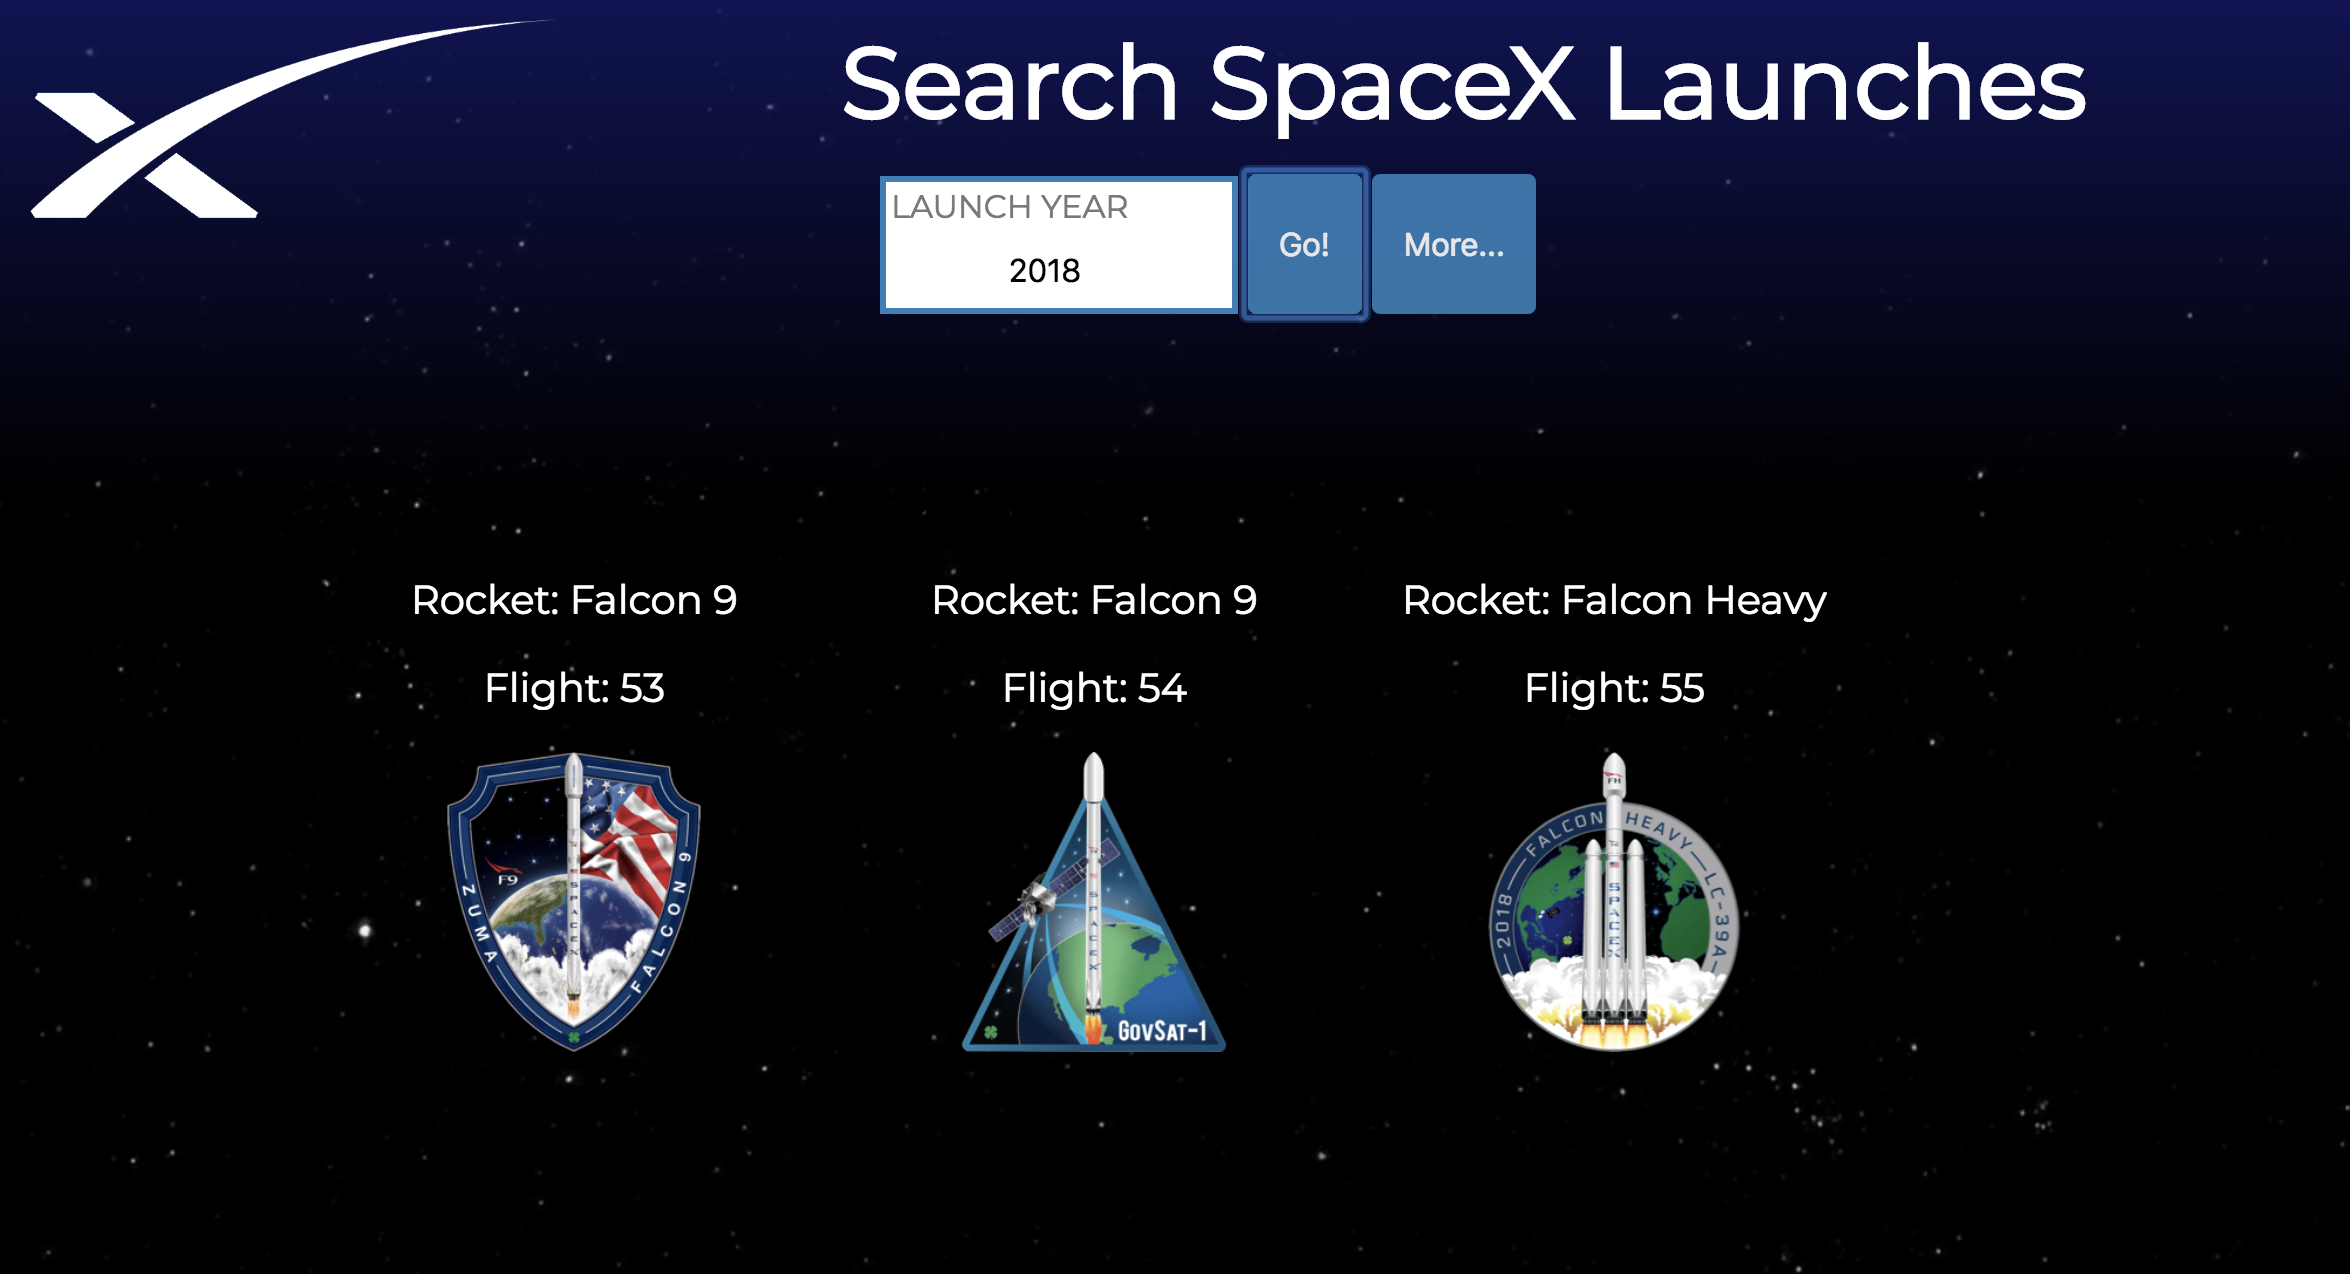 Search SpaceX Launches
LAUNCH YEAR
2018
Go!
More...
Rocket: Falcon 9
Flight: 53
F9
SPACEX
ZUMA
FALCON 9
Rocket: Falcon 9
Flight: 54
SPACEX
GOVSAT-1
Rocket: Falcon Heavy
Flight: 55
FH
2018 — FALCON HEAVY — LC-39A
SPACEX